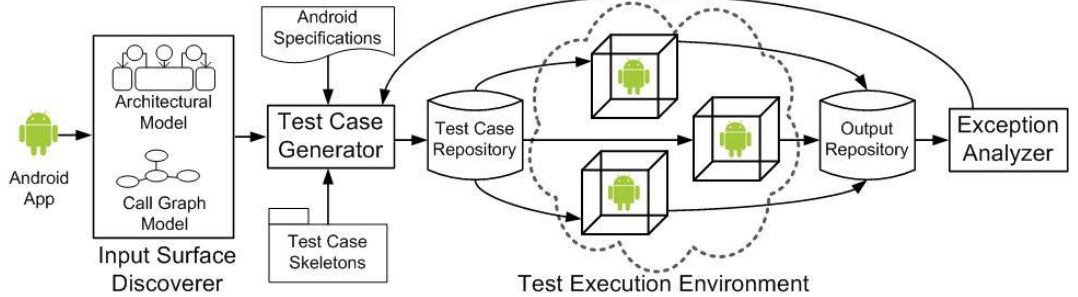 Android
App
Architectural
Model
Call Graph
Model
Input Surface
Discoverer
Android
Specifications
Test Case
Generator
Test Case
Skeletons
Test Case
Repository
Test Execution Environment
Output
Repository
Exception
Analyzer